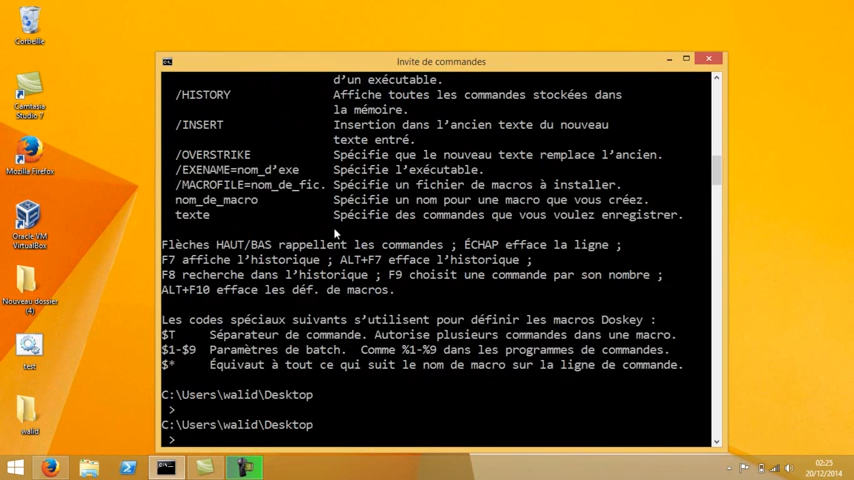 Corbeille
Camtasia
Studio 7
Mozilla Firefox
Oracle VM
VirtualBox
Nouveau dossier
(4)
test
walid
Invite de commandes
d'un exécutable.
/HISTORY Affiche toutes les commandes stockées dans
la mémoire.
/INSERT Insertion dans l'ancien texte du nouveau
texte entré.
/OVERSTRIKE Spécifie que le nouveau texte remplace l'ancien.
/EXENAME=nom_d'exe Spécifie l'exécutable.
/MACROFILE=nom_de_fic. Spécifie un fichier de macros à installer.
nom_de_macro Spécifie un nom pour une macro que vous créez.
texte Spécifie des commandes que vous voulez enregistrer.
Flèches HAUT/BAS rappellent les commandes ; ÉCHAP efface la ligne ;
F7 affiche l'historique ; ALT+F7 efface l'historique ;
F8 recherche dans l'historique ; F9 choisit une commande par son nombre ;
ALT+F10 efface les déf. de macros.
Les codes spéciaux suivants s'utilisent pour définir les macros Doskey :
$T Séparateur de commande. Autorise plusieurs commandes dans une macro.
$1-$9 Paramètres de batch. Comme %1-%9 dans les programmes de commandes.
$* Équivaut à tout ce qui suit le nom de macro sur la ligne de commande.
C:\Users\walid\Desktop
>
C:\Users\walid\Desktop
>
02:25
20/12/2014